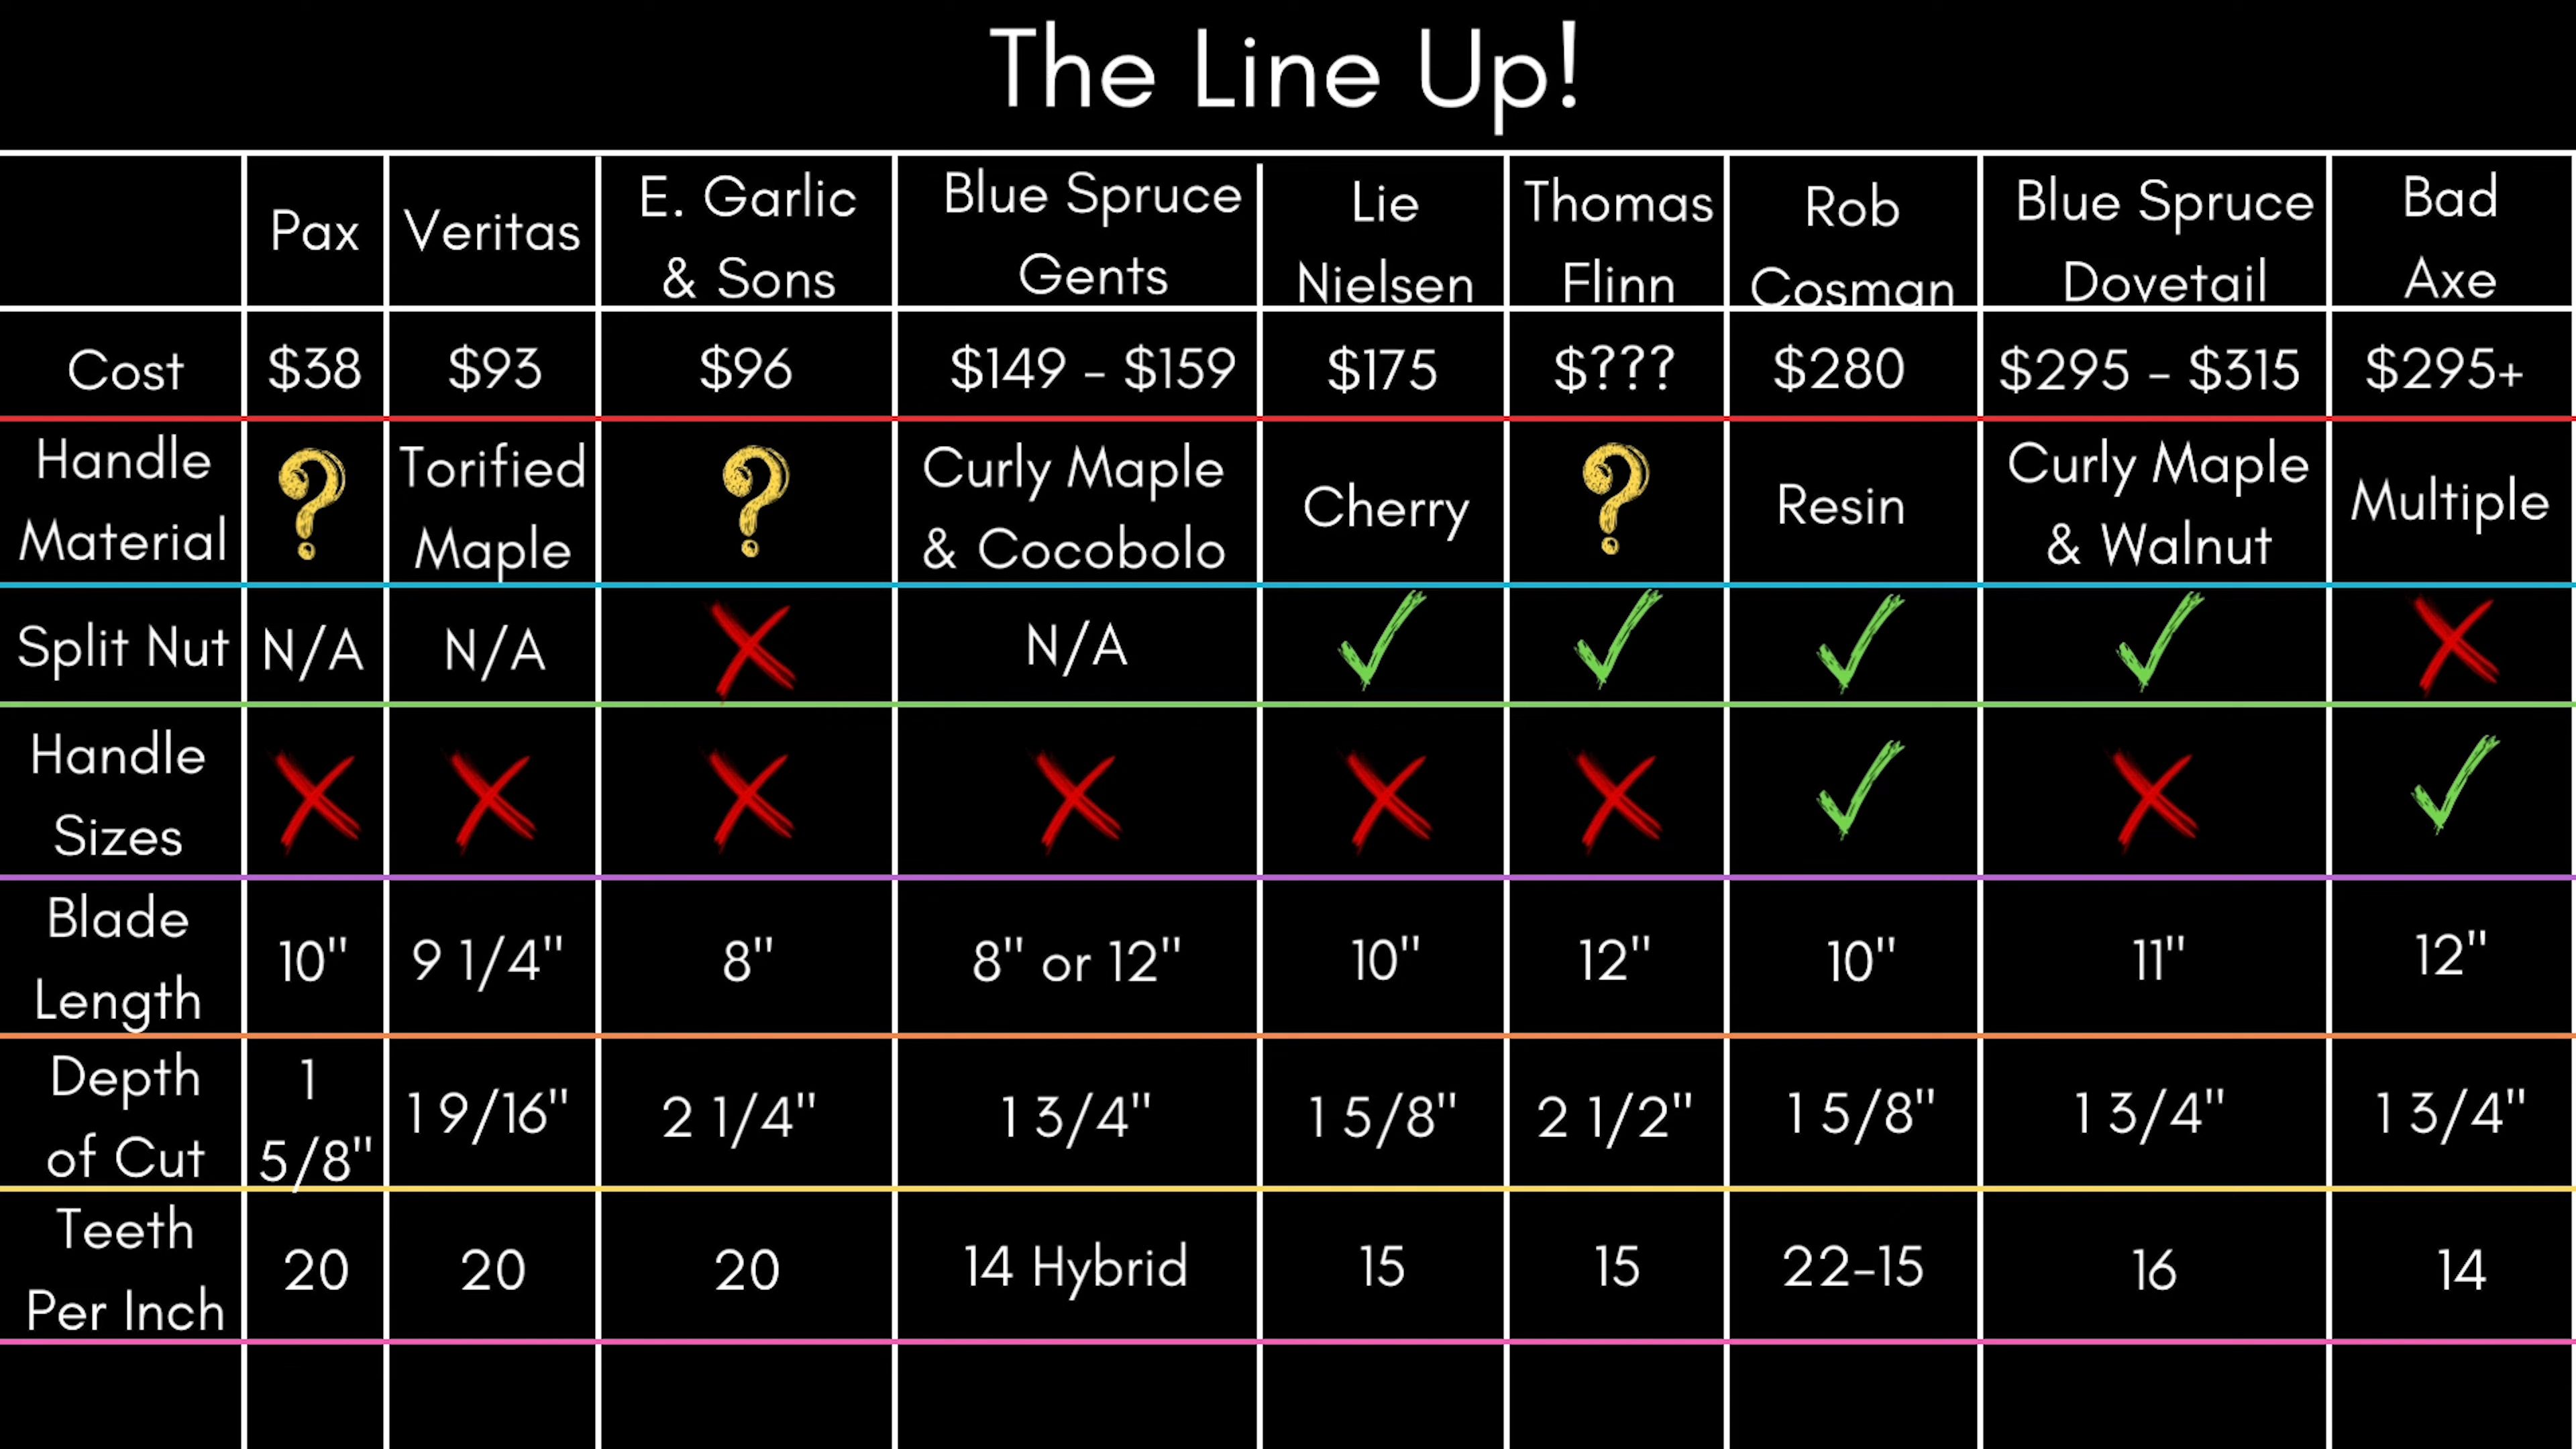 The Line Up!
Pax Veritas E. Garlic & Sons Blue Spruce Gents Lie Nielsen Thomas Flinn Rob Cosman Blue Spruce Dovetail Bad Axe
Cost $38 $93 $96 $149 - $159 $175 $??? $280 $295 - $315 $295+
Handle Material ? Torified Maple ? Curly Maple & Cocobolo Cherry ? Resin Curly Maple & Walnut Multiple
Split Nut N/A N/A N/A
Handle Sizes
Blade Length 10" 9 1/4" 8" 8" or 12" 10" 12" 10" 11" 12"
Depth of Cut 1 5/8" 1 9/16" 2 1/4" 1 3/4" 1 5/8" 2 1/2" 1 5/8" 1 3/4" 1 3/4"
Teeth Per Inch 20 20 20 14 Hybrid 15 15 22-15 16 14